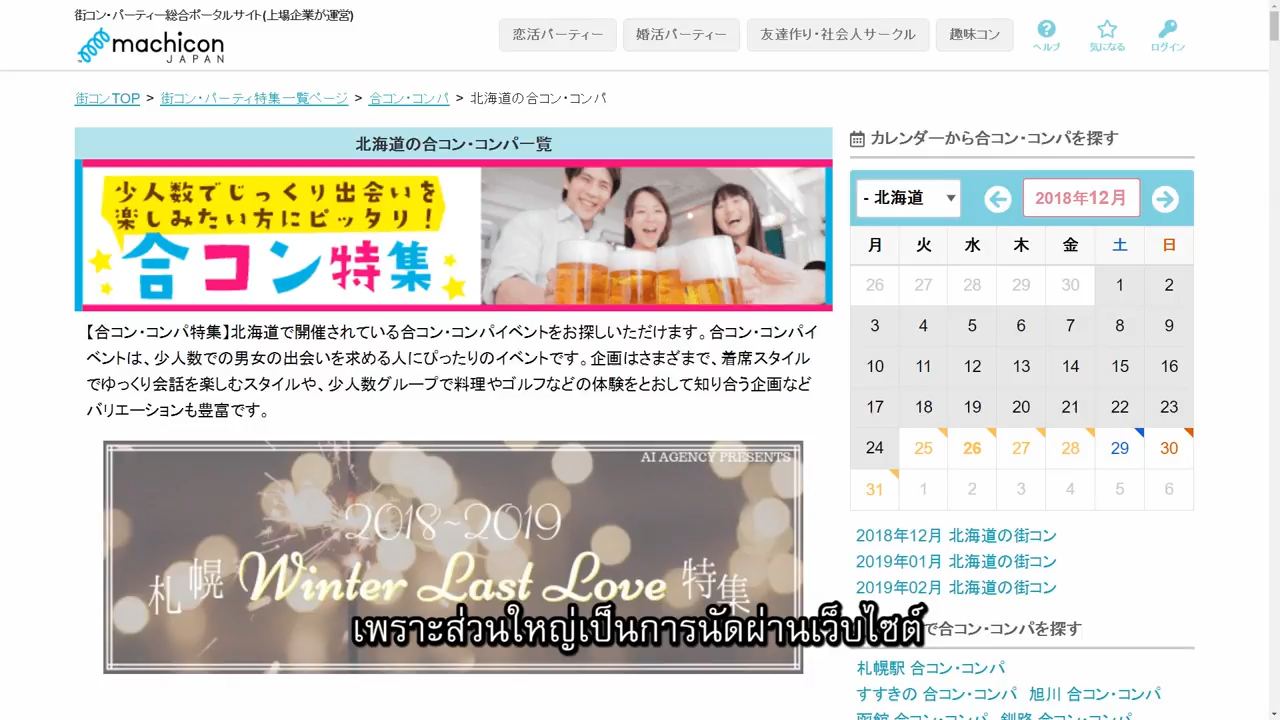 街コン・パーティー総合ポータルサイト(上場企業が運営)
machicon
JAPAN
恋活パーティー
婚活パーティー
友達作り・社会人サークル
趣味コン
ヘルプ
気になる
ログイン
街コンTOP > 街コン・パーティ特集一覧ページ > 合コン・コンパ > 北海道の合コン・コンパ
北海道の合コン・コンパ一覧
少人数でじっくり出会いを
楽しみたい方にピッタリ!
合コン特集
【合コン・コンパ特集】北海道で開催されている合コン・コンパイベントをお探しいただけます。合コン・コンパイ
ベントは、少人数での男女の出会いを求める人にぴったりのイベントです。企画はさまざまで、着席スタイル
でゆっくり会話を楽しむスタイルや、少人数グループで料理やゴルフなどの体験をとおして知り合う企画など
バリエーションも豊富です。
AI AGENCY PRESENTS
2018~2019
札幌 Winter Last Love 特集
เพราะส่วนใหญ่เป็นการนัดผ่านเว็บไซต์
カレンダーから合コン・コンパを探す
- 北海道
2018年12月
月 火 水 木 金 土 日
26 27 28 29 30 1 2
3 4 5 6 7 8 9
10 11 12 13 14 15 16
17 18 19 20 21 22 23
24 25 26 27 28 29 30
31 1 2 3 4 5 6
2018年12月 北海道の街コン
2019年01月 北海道の街コン
2019年02月 北海道の街コン
で合コン・コンパを探す
札幌駅 合コン・コンパ
すすきの 合コン・コンパ 旭川 合コン・コンパ
函館 合コン・コンパ 釧路 合コン・コンパ